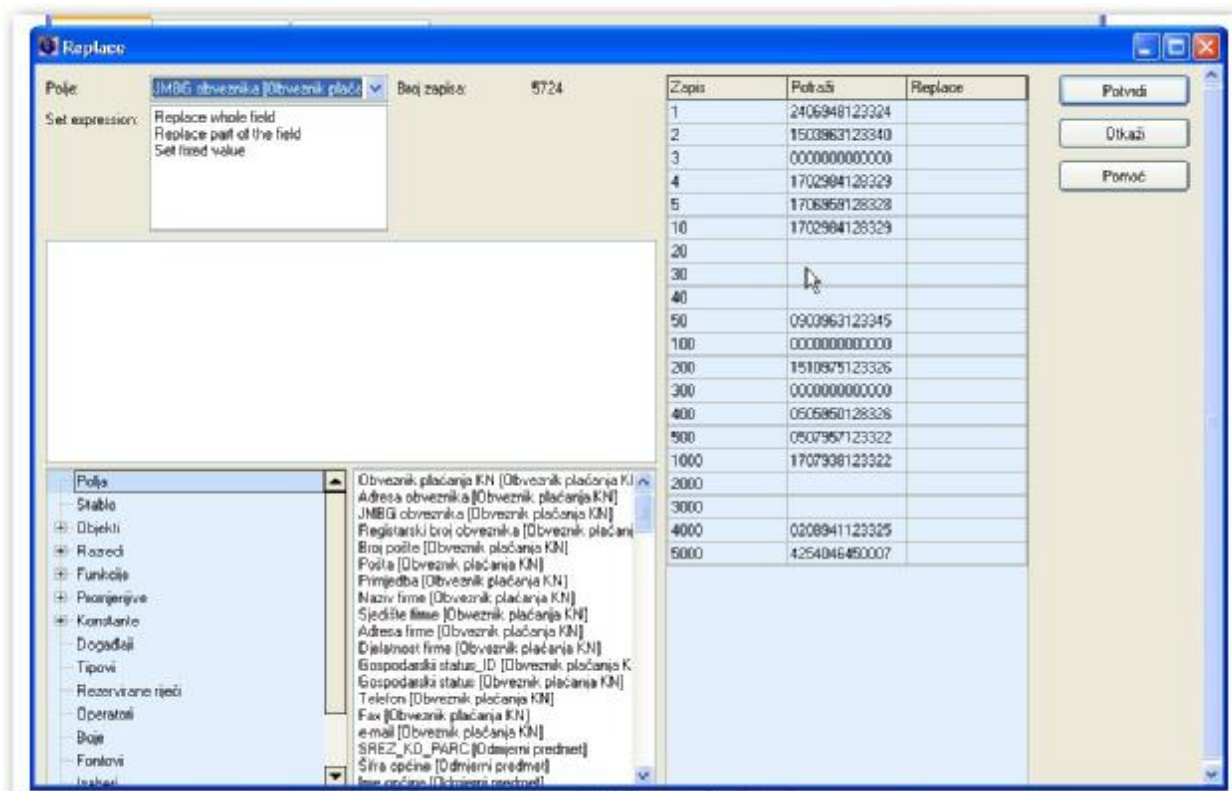 Replace
Polje:
JMBG obveznika [Obveznik plaća
Broj zapisa:
5724
Set expression:
Replace whole field
Replace part of the field
Set fixed value
Zapis Potraži Replace
1 2406948123324
2 1503963123340
3 0000000000000
4 1702984128329
5 1706959128328
10 1702984128329
20
30
40
50 0903963123345
100 0000000000000
200 1510975123326
300 0000000000000
400 0505950128326
500 0507957123322
1000 1707938123322
2000
3000
4000 0208941123325
5000 4254046450007
Potvrdi
Otkaži
Pomoć
Polja
Stablo
Objekti
Razredi
Funkcije
Promjenjive
Konstante
Događaji
Tipovi
Rezervirane riječi
Operatori
Boje
Fontovi
Obveznik plaćanja KN [Obveznik plaćanja KI
Adresa obveznika [Obveznik plaćanja KN]
JMBG obveznika [Obveznik plaćanja KN]
Registarski broj obveznika [Obveznik plaćanj
Broj pošte [Obveznik plaćanja KN]
Pošta [Obveznik plaćanja KN]
Primjedba [Obveznik plaćanja KN]
Naziv firme [Obveznik plaćanja KN]
Sjedište firme [Obveznik plaćanja KN]
Adresa firme [Obveznik plaćanja KN]
Djelatnost firme [Obveznik plaćanja KN]
Gospodarski status_ID [Obveznik plaćanja K
Gospodarski status [Obveznik plaćanja KN]
Telefon [Obveznik plaćanja KN]
Fax [Obveznik plaćanja KN]
e-mail [Obveznik plaćanja KN]
SREZ_KO_PARC [Odmjerni predmet]
Šifra općine [Odmjerni predmet]
Ime općine [Odmjerni predmet]